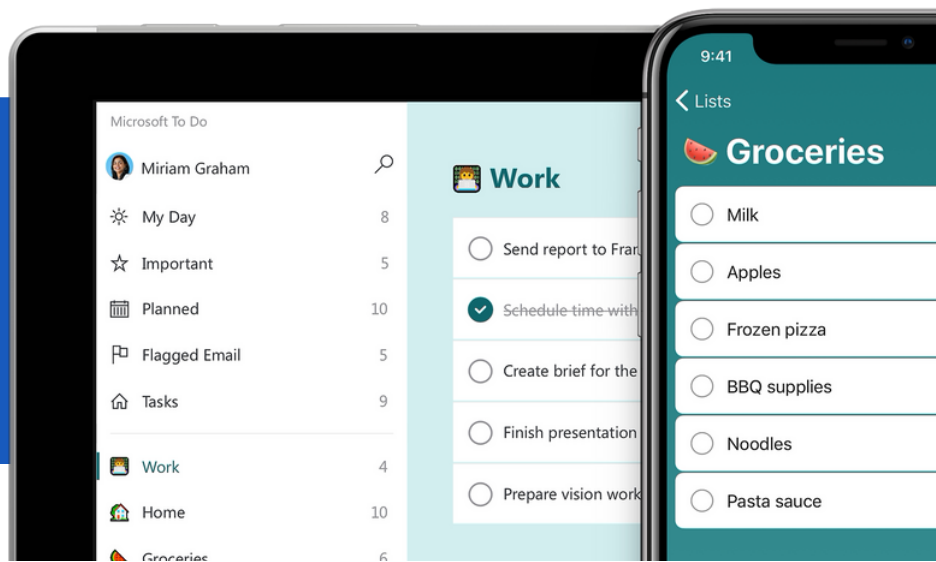 Microsoft To Do
Miriam Graham
My Day 8
Important 5
Planned 10
Flagged Email 5
Tasks 9
Work 4
Home 10
Groceries 6
Work
Send report to
Schedule time with
Create brief for the
Finish presentation
Prepare vision work
9:41
Lists
Groceries
Milk
Apples
Frozen pizza
BBQ supplies
Noodles
Pasta sauce